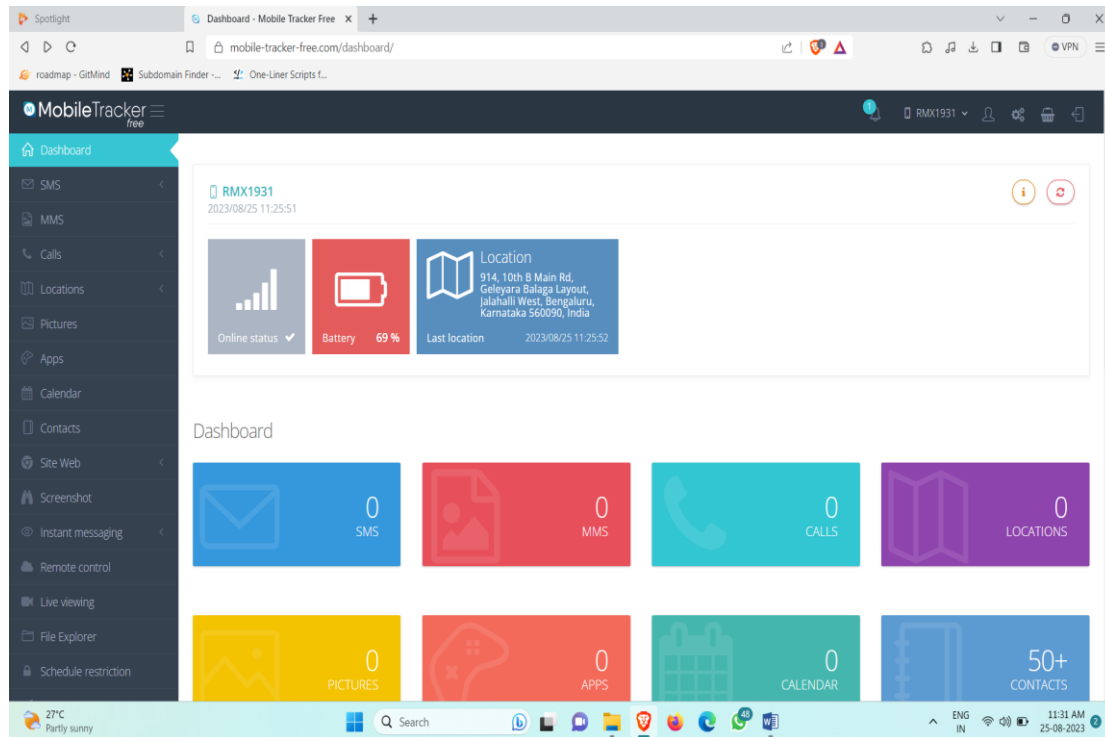 Spotlight
Dashboard - Mobile Tracker Free
mobile-tracker-free.com/dashboard/
VPN
roadmap - GitMind
Subdomain Finder -...
One-Liner Scripts f...
MobileTracker
free
1
RMX1931
Dashboard
SMS
MMS
Calls
Locations
Pictures
Apps
Calendar
Contacts
Site Web
Screenshot
Instant messaging
Remote control
Live viewing
File Explorer
Schedule restriction
RMX1931
2023/08/25 11:25:51
Online status
Battery 69 %
Location
914, 10th B Main Rd,
Geleyara Balaga Layout,
Jalahalli West, Bengaluru,
Karnataka 560090, India
Last location 2023/08/25 11:25:52
Dashboard
0
SMS
0
MMS
0
CALLS
0
LOCATIONS
0
PICTURES
0
APPS
0
CALENDAR
50+
CONTACTS
27°C
Partly sunny
Search
48
ENG
IN
11:31 AM
25-08-2023
2